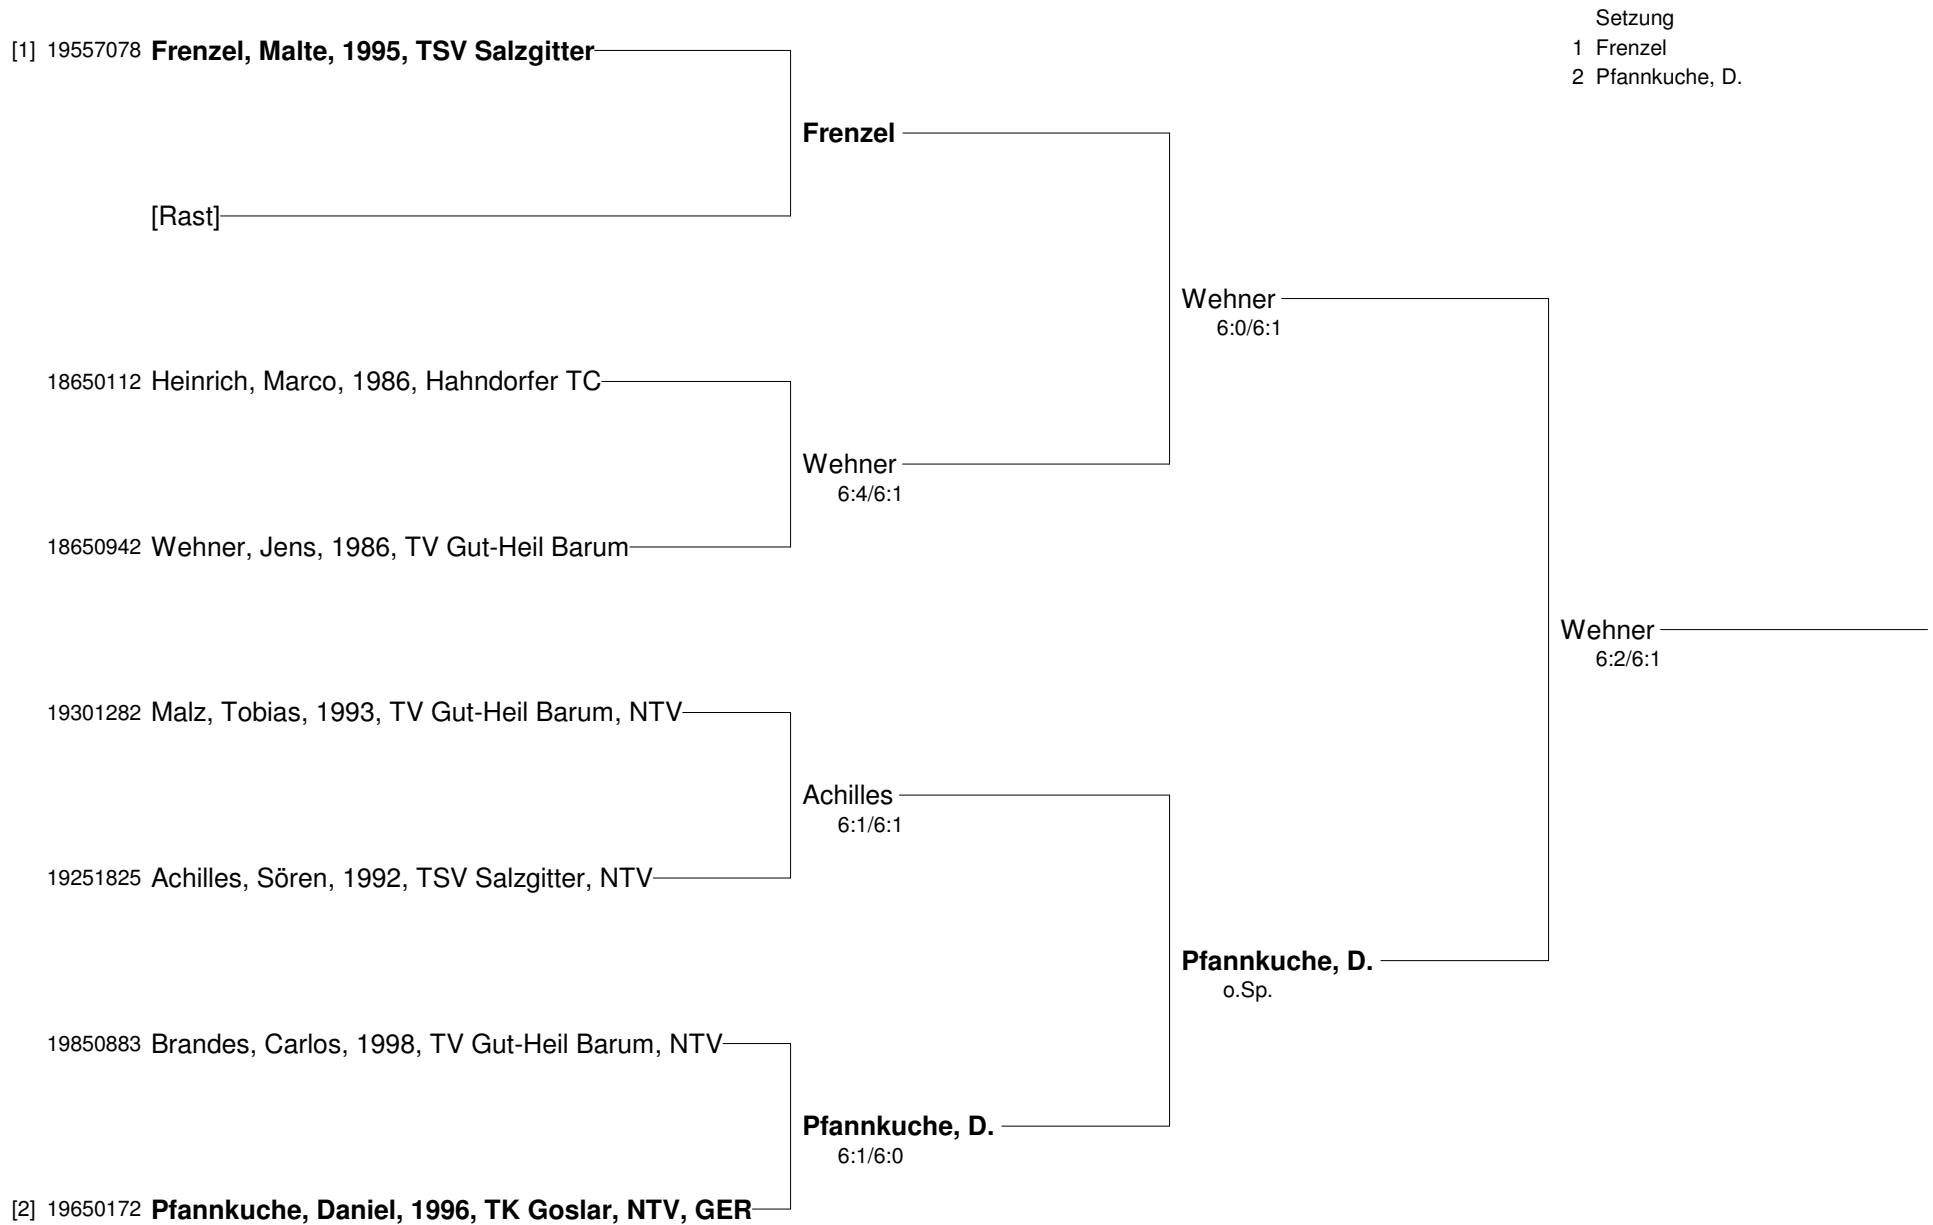 Setzung
1 Frenzel
2 Pfannkuche, D.
[1] 19557078 Frenzel, Malte, 1995, TSV Salzgitter
Frenzel
[Rast]
Wehner
6:0/6:1
18650112 Heinrich, Marco, 1986, Hahndorfer TC
Wehner
6:4/6:1
18650942 Wehner, Jens, 1986, TV Gut-Heil Barum
Wehner
6:2/6:1
19301282 Malz, Tobias, 1993, TV Gut-Heil Barum, NTV
Achilles
6:1/6:1
19251825 Achilles, Sören, 1992, TSV Salzgitter, NTV
Pfannkuche, D.
o.Sp.
19850883 Brandes, Carlos, 1998, TV Gut-Heil Barum, NTV
Pfannkuche, D.
6:1/6:0
[2] 19650172 Pfannkuche, Daniel, 1996, TK Goslar, NTV, GER